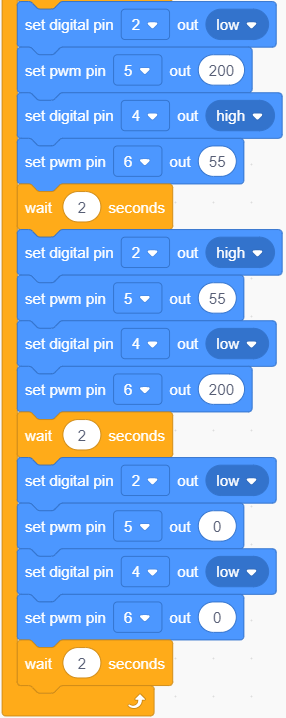 set digital pin 2 out low
set pwm pin 5 out 200
set digital pin 4 out high
set pwm pin 6 out 55
wait 2 seconds
set digital pin 2 out high
set pwm pin 5 out 55
set digital pin 4 out low
set pwm pin 6 out 200
wait 2 seconds
set digital pin 2 out low
set pwm pin 5 out 0
set digital pin 4 out low
set pwm pin 6 out 0
wait 2 seconds